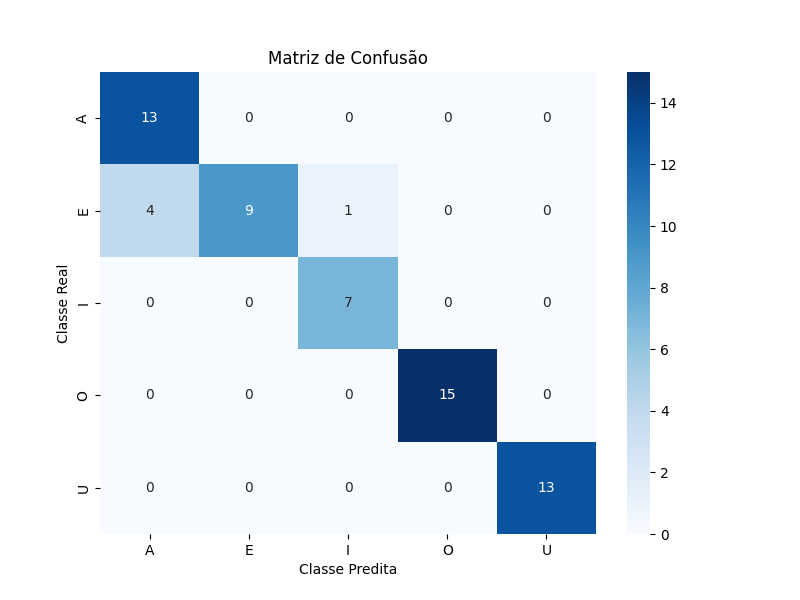 Matriz de Confusão
A 13 0 0 0 0
E 4 9 1 0 0
I 0 0 7 0 0
O 0 0 0 15 0
U 0 0 0 0 13
A E I O U
Classe Predita
Classe Real
14
12
10
8
6
4
2
0